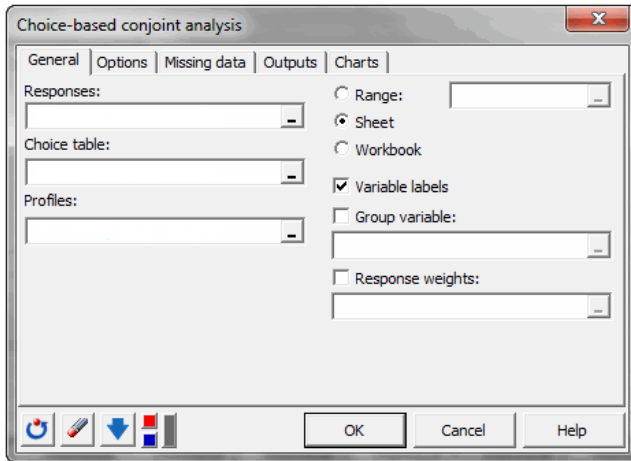 Choice-based conjoint analysis
General Options Missing data Outputs Charts
Responses:
Range:
Sheet
Choice table:
Workbook
Profiles:
Variable labels
Group variable:
Response weights:
OK Cancel Help